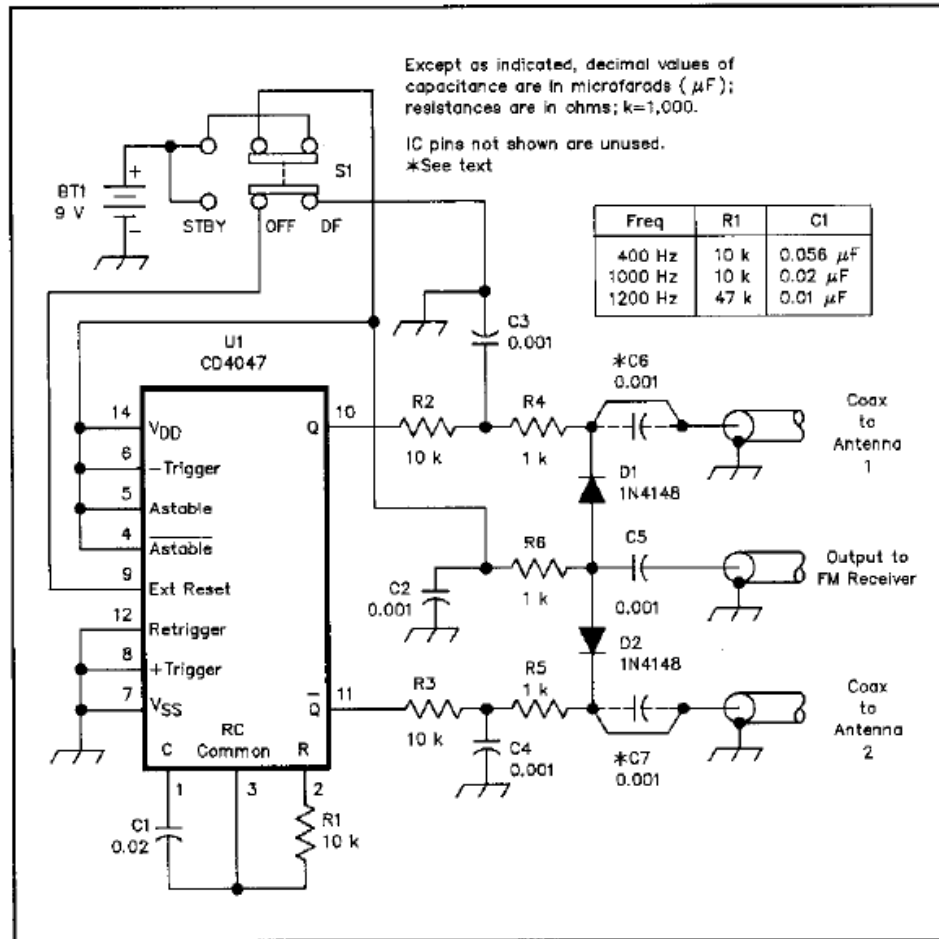 Except as indicated, decimal values of
capacitance are in microfarads ( μF);
resistances are in ohms; k=1,000.
IC pins not shown are unused.
*See text
S1
BT1
9 V
+
−
STBY
OFF
DF
Freq R1 C1
400 Hz 10 k 0.056 μF
1000 Hz 10 k 0.02 μF
1200 Hz 47 k 0.01 μF
U1
CD4047
C3
0.001
*C6
0.001
14 VDD
6 −Trigger
5 Astable
4 Astable
9 Ext Reset
12 Retrigger
8 +Trigger
7 VSS
Q 10
Q 11
C
RC
Common
R
1
3
2
C1
0.02
R1
10 k
R2
10 k
R4
1 k
D1
1N4148
Coax
to
Antenna
1
C2
0.001
R6
1 k
C5
0.001
Output to
FM Receiver
D2
1N4148
R3
10 k
R5
1 k
C4
0.001
*C7
0.001
Coax
to
Antenna
2